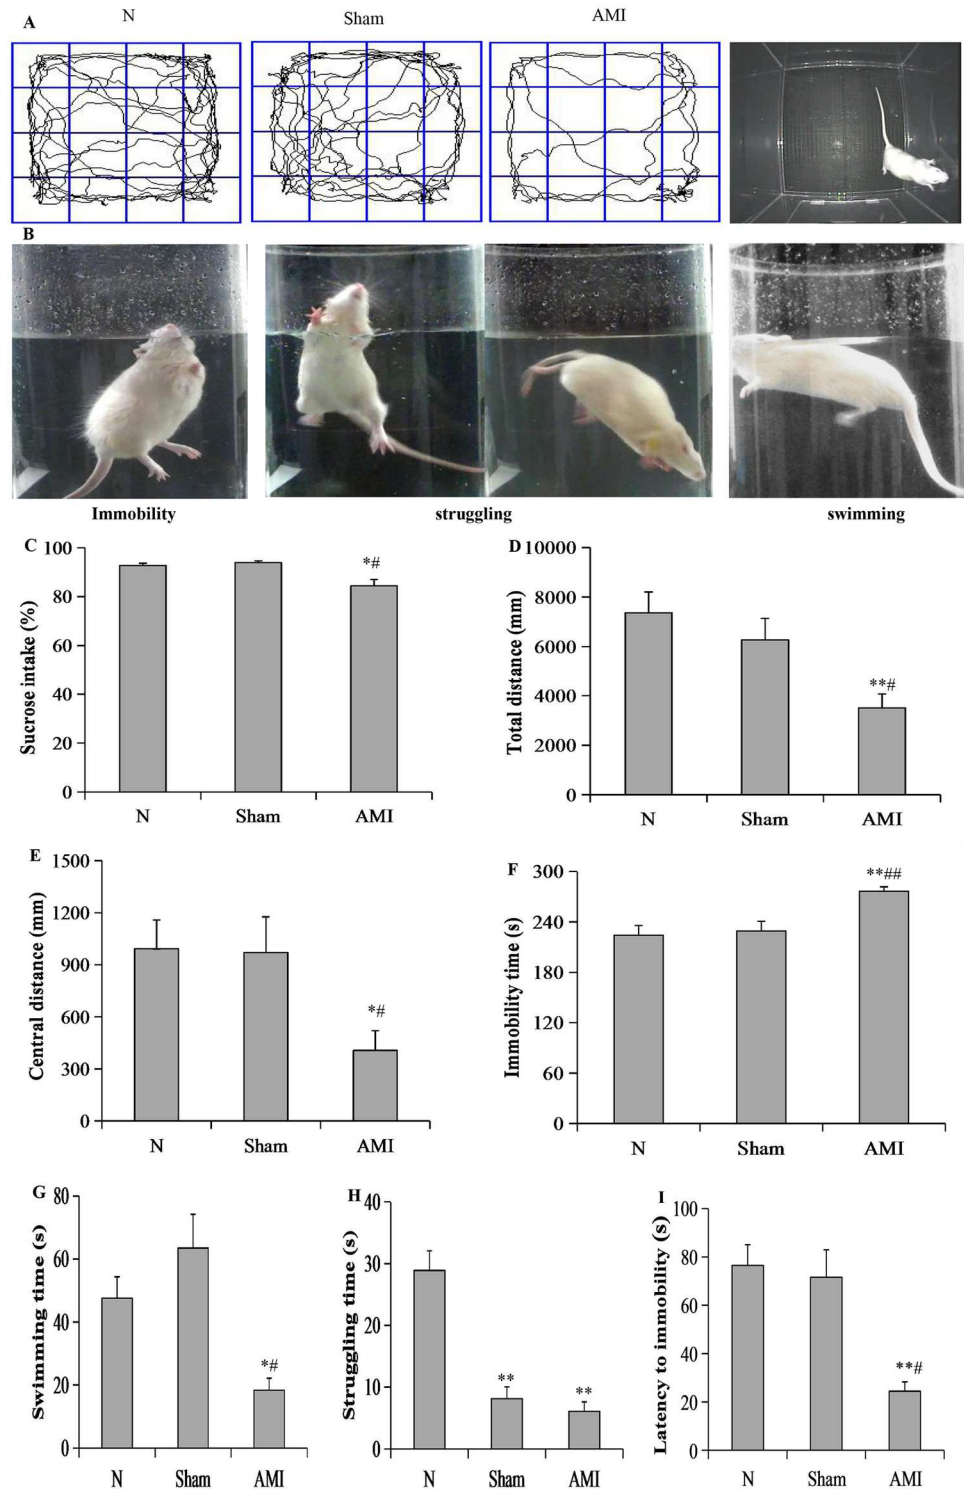 A N Sham AMI
B
Immobility struggling swimming
C
Sucrose intake (%)
100
80
60
40
20
0
*#
N Sham AMI
D
Total distance (mm)
10000
8000
6000
4000
2000
0
**#
N Sham AMI
E
Central distance (mm)
1500
1200
900
600
300
0
*#
N Sham AMI
F
Immobility time (s)
300
240
180
120
60
0
**##
N Sham AMI
G
Swimming time (s)
80
60
40
20
0
*#
N Sham AMI
H
Struggling time (s)
40
30
20
10
0
** **
N Sham AMI
I
Latency to immobility (s)
100
80
60
40
20
0
**#
N Sham AMI